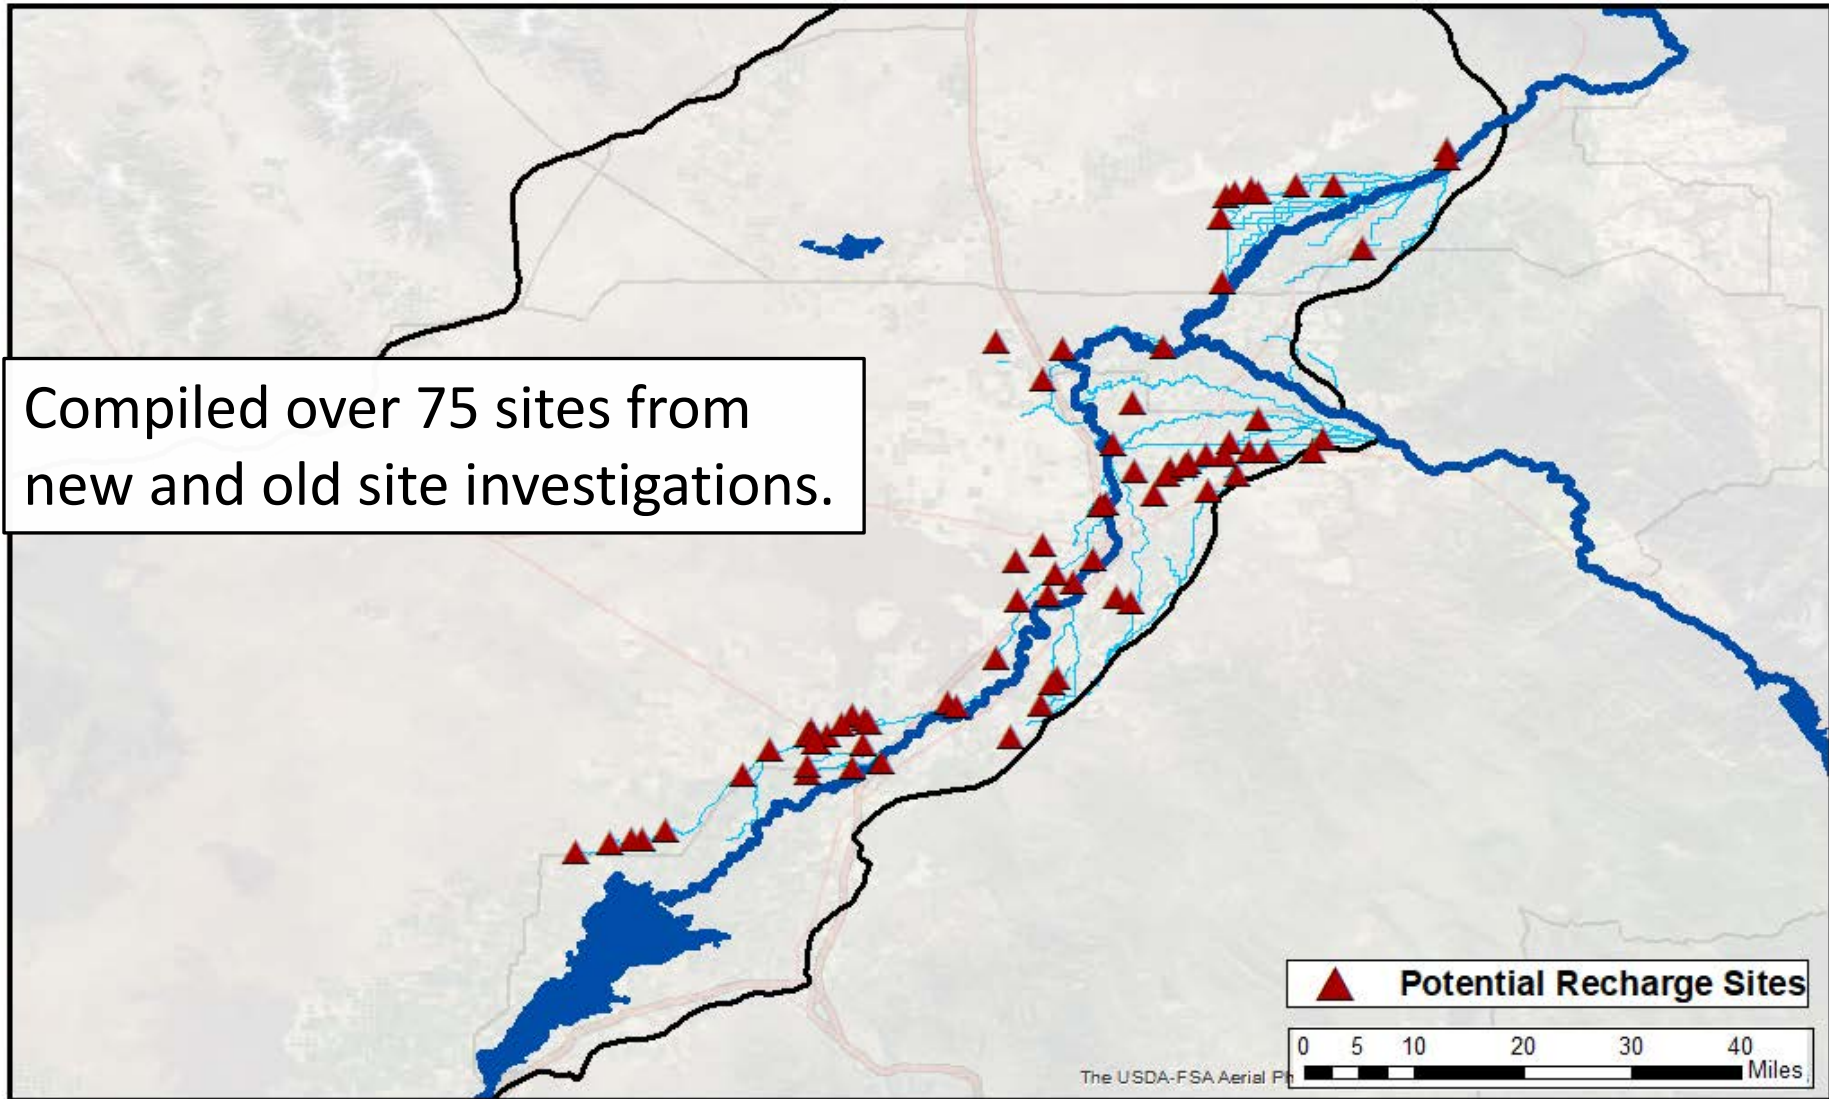 Compiled over 75 sites from
new and old site investigations.
Potential Recharge Sites
0 5 10 20 30 40
Miles
The USDA-FSA Aerial